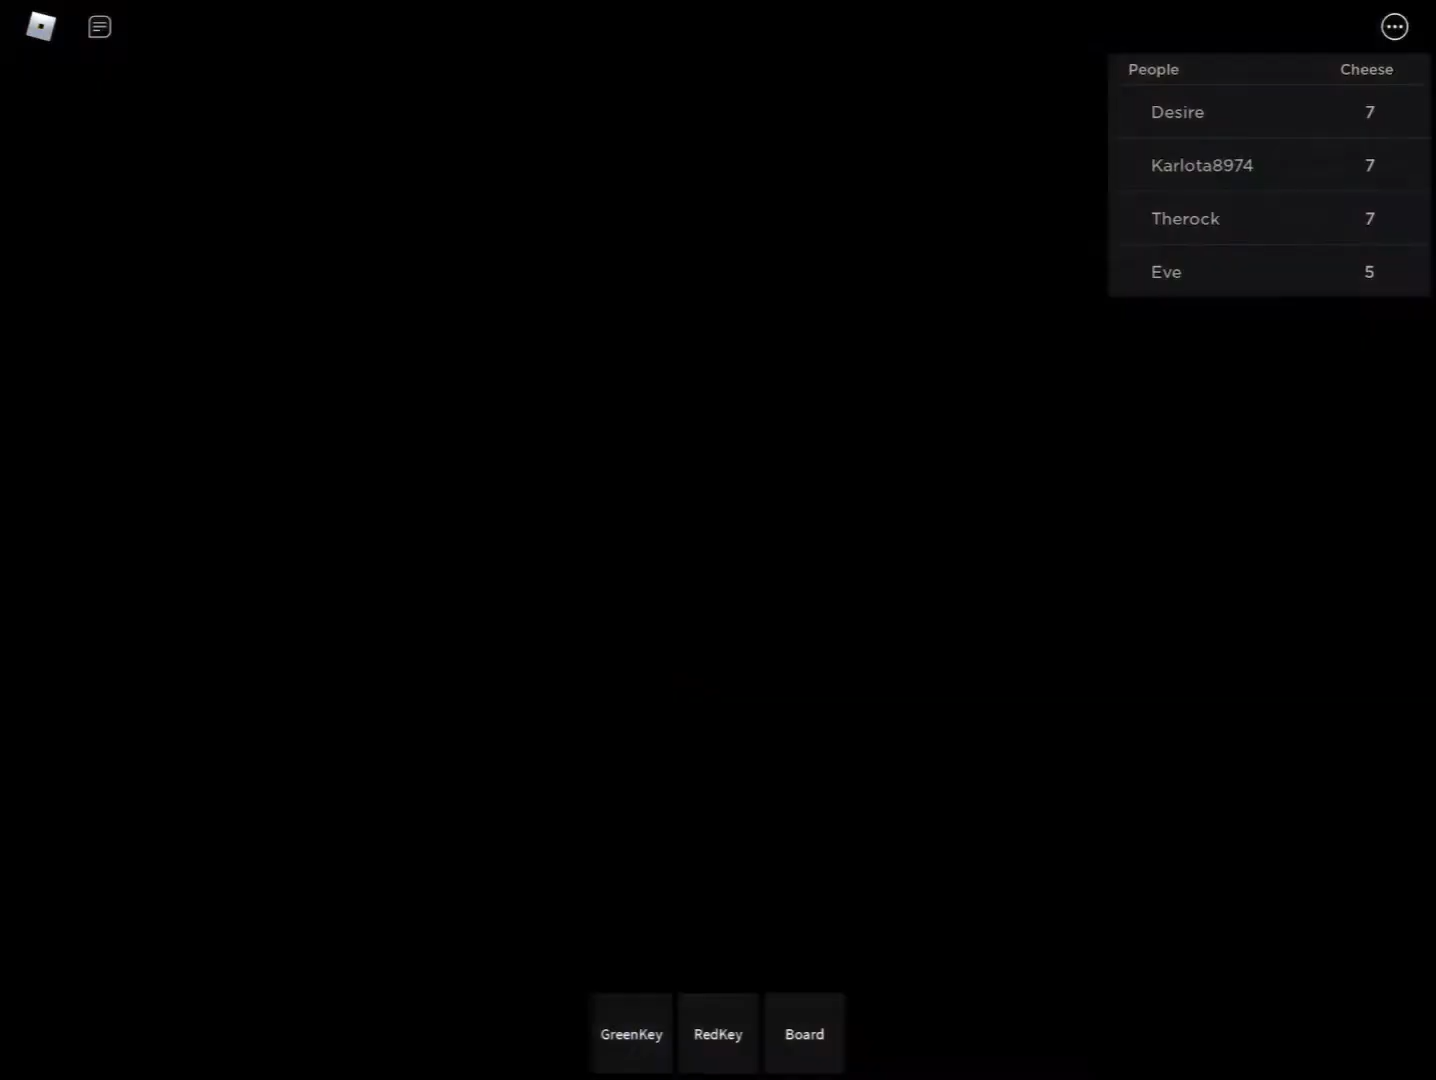 People Cheese
Desire 7
Karlota8974 7
Therock 7
Eve 5
GreenKey RedKey Board